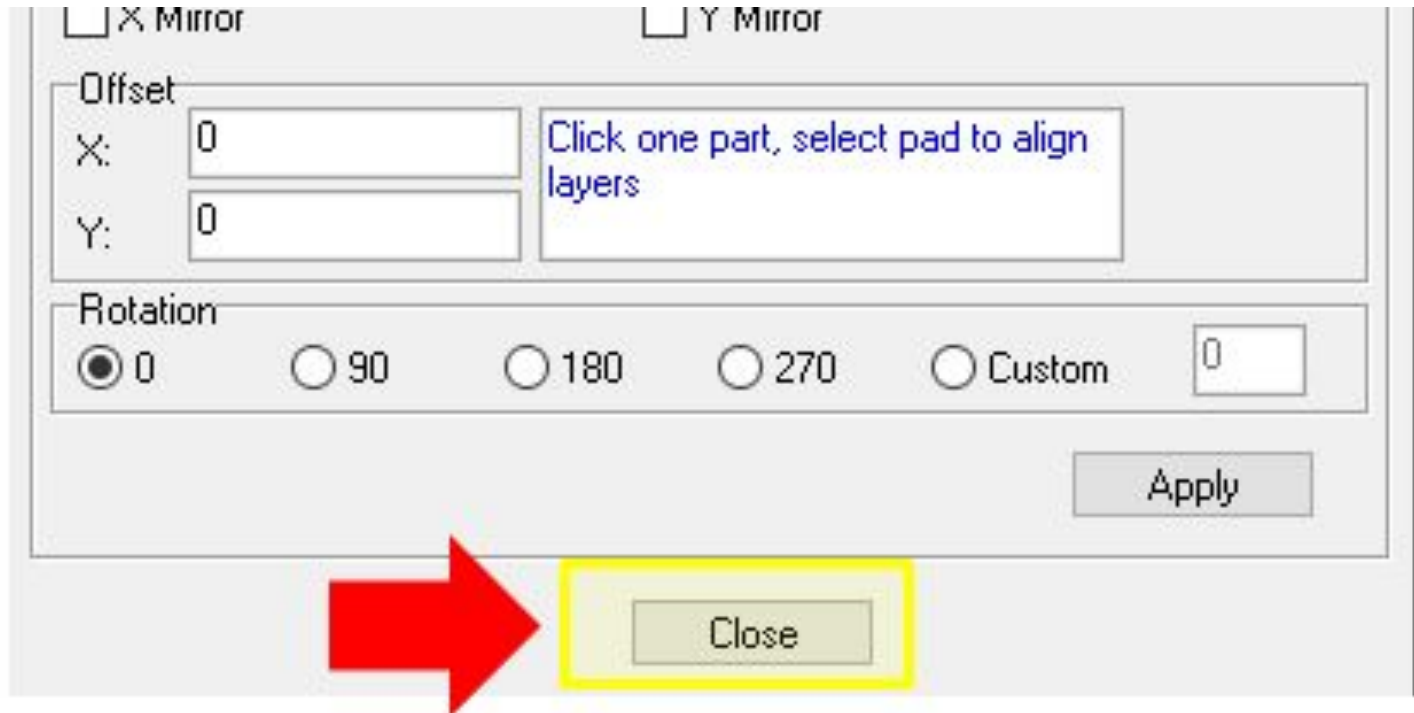 X Mirror
Y Mirror
Offset
X:
0
Click one part, select pad to align
layers
Y:
0
Rotation
0
90
180
270
Custom
0
Apply
Close